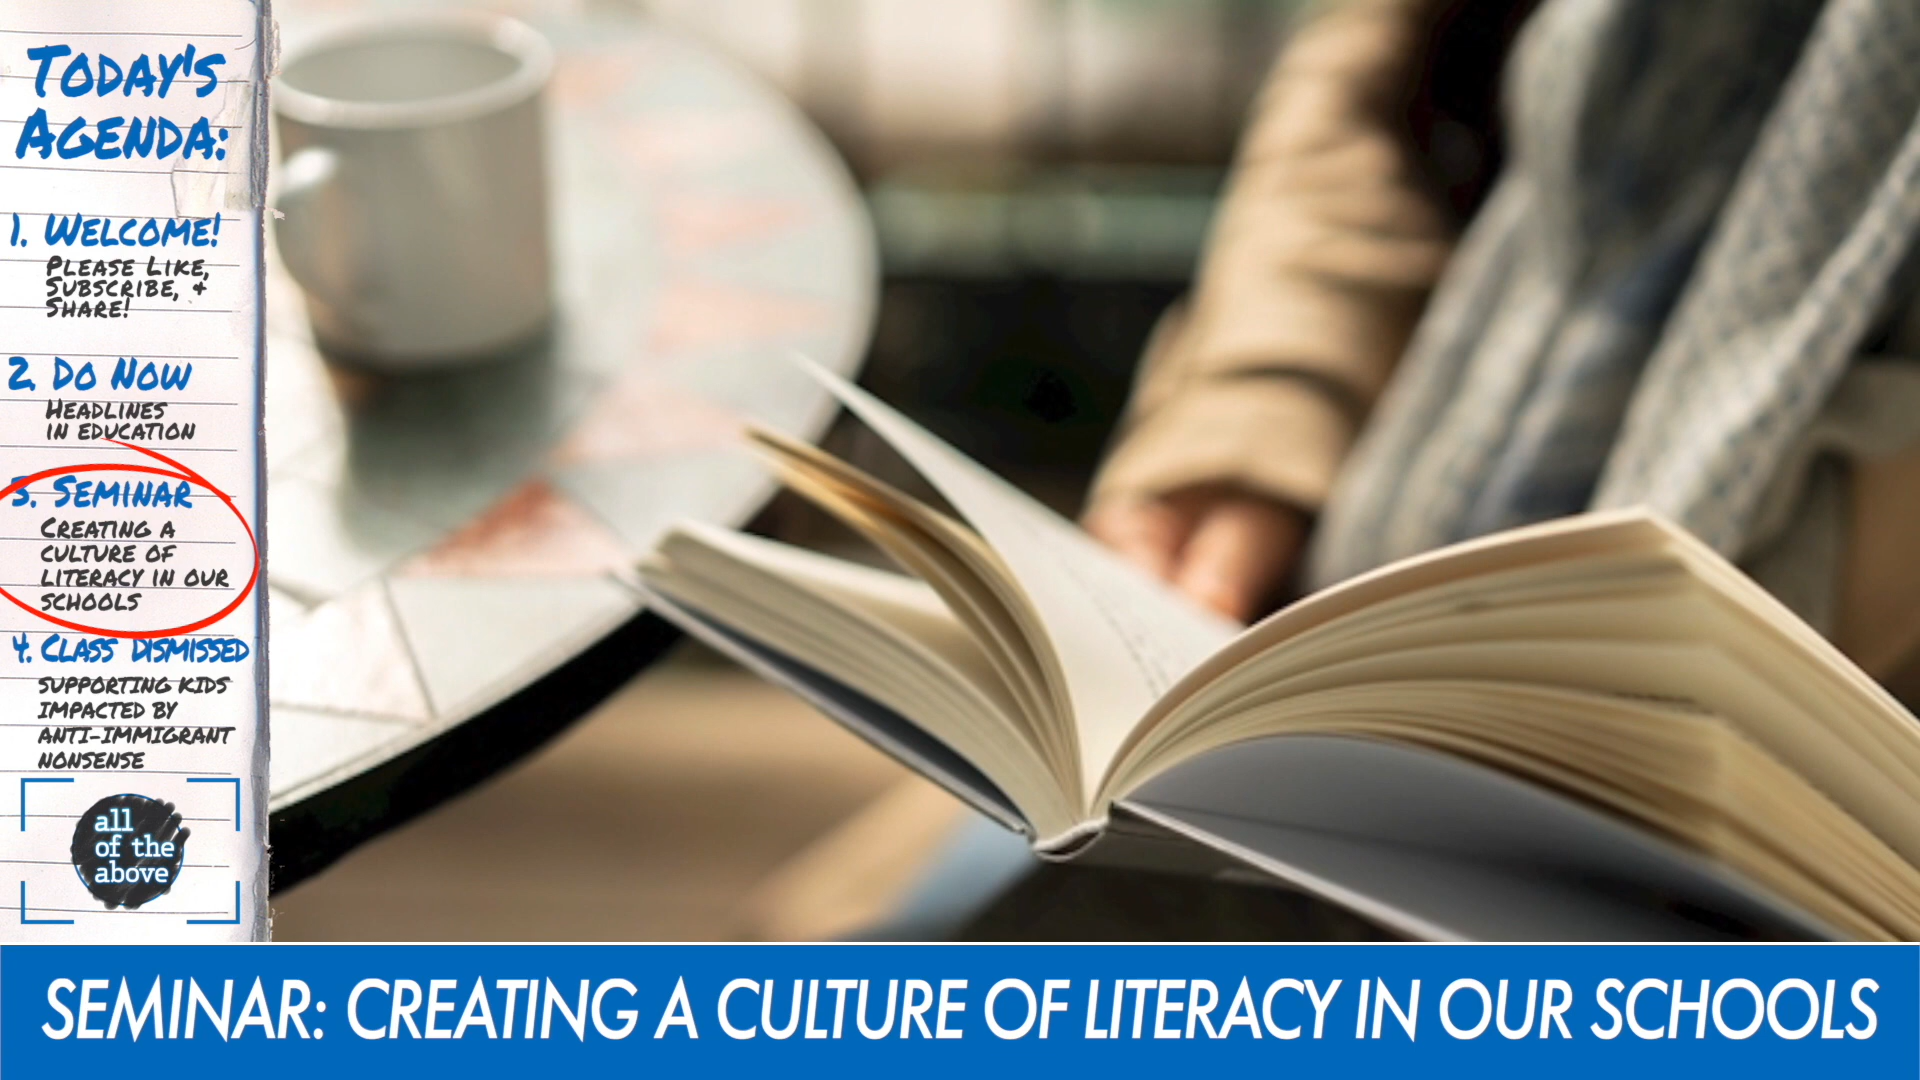 TODAY'S
AGENDA:
1. WELCOME!
PLEASE LIKE,
SUBSCRIBE, +
SHARE!
2. DO NOW
HEADLINES
IN EDUCATION
3. SEMINAR
CREATING A
CULTURE OF
LITERACY IN OUR
SCHOOLS
4. CLASS DISMISSED
SUPPORTING KIDS
IMPACTED BY
ANTI-IMMIGRANT
NONSENSE
all
of the
above
SEMINAR: CREATING A CULTURE OF LITERACY IN OUR SCHOOLS